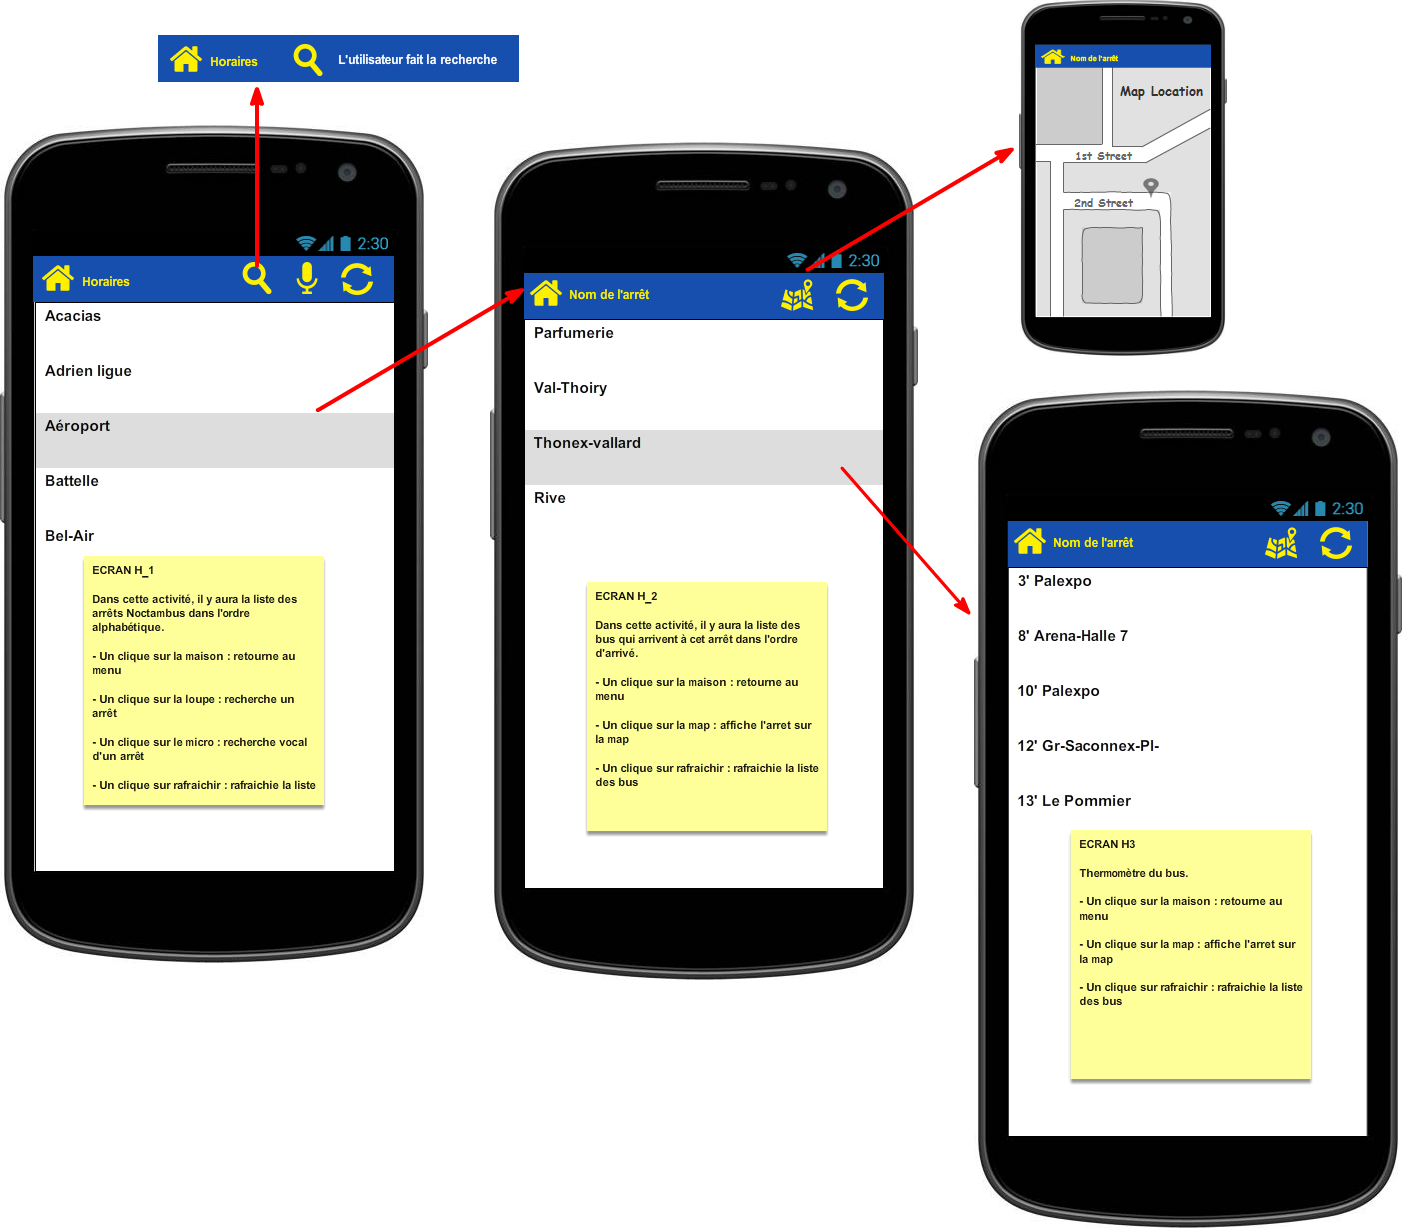 Horaires
L'utilisateur fait la recherche
2:30
Horaires
Acacias
Adrien ligue
Aéroport
Battelle
Bel-Air
ECRAN H_1
Dans cette activité, il y aura la liste des
arrêts Noctambus dans l'ordre
alphabétique.
- Un clique sur la maison : retourne au
menu
- Un clique sur la loupe : recherche un
arrêt
- Un clique sur le micro : recherche vocal
d'un arrêt
- Un clique sur rafraichir : rafraichie la liste
2:30
Nom de l'arrêt
Parfumerie
Val-Thoiry
Thonex-vallard
Rive
ECRAN H_2
Dans cette activité, il y aura la liste des
bus qui arrivent à cet arrêt dans l'ordre
d'arrivé.
- Un clique sur la maison : retourne au
menu
- Un clique sur la map : affiche l'arret sur
la map
- Un clique sur rafraichir : rafraichie la liste
des bus
Nom de l'arrêt
Map Location
1st Street
2nd Street
2:30
Nom de l'arrêt
3' Palexpo
8' Arena-Halle 7
10' Palexpo
12' Gr-Saconnex-Pl-
13' Le Pommier
ECRAN H3
Thermomètre du bus.
- Un clique sur la maison : retourne au
menu
- Un clique sur la map : affiche l'arret sur
la map
- Un clique sur rafraichir : rafraichie la liste
des bus